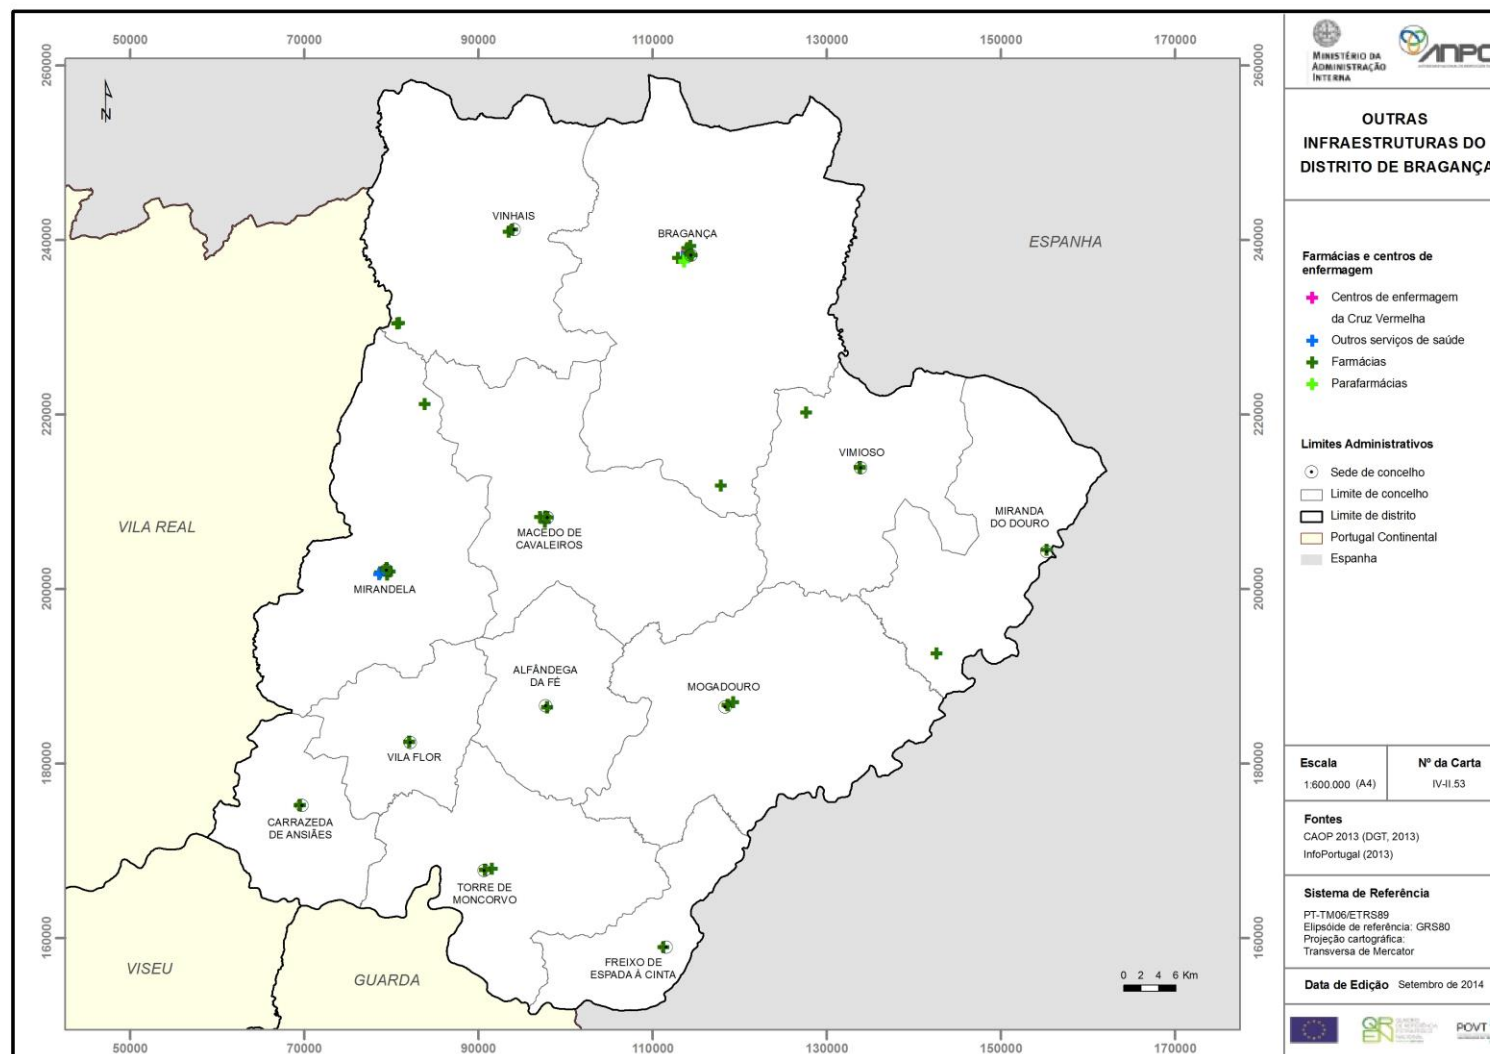 50000 70000 90000 110000 130000 150000 170000
260000 260000
240000 240000
220000 220000
200000 200000
180000 180000
160000 160000
N
VINHAIS
BRAGANÇA
ESPANHA
VIMIOSO
MIRANDA
DO DOURO
VILA REAL
MACEDO DE
CAVALEIROS
MIRANDELA
ALFÂNDEGA
DA FÉ
MOGADOURO
VILA FLOR
CARRAZEDA
DE ANSIÃES
TORRE DE
MONCORVO
FREIXO DE
ESPADA À CINTA
VISEU
GUARDA
0 2 4 6 Km
50000 70000 90000 110000 130000 150000 170000
MINISTÉRIO DA
ADMINISTRAÇÃO
INTERNA
ANPC
OUTRAS
INFRAESTRUTURAS DO
DISTRITO DE BRAGANÇA
Farmácias e centros de
enfermagem
Centros de enfermagem
da Cruz Vermelha
Outros serviços de saúde
Farmácias
Parafarmácias
Limites Administrativos
Sede de concelho
Limite de concelho
Limite de distrito
Portugal Continental
Espanha
Escala
1:600.000 (A4)
Nº da Carta
IV-II.53
Fontes
CAOP 2013 (DGT, 2013)
InfoPortugal (2013)
Sistema de Referência
PT-TM06/ETRS89
Elipsóide de referência: GRS80
Projeção cartográfica:
Transversa de Mercator
Data de Edição Setembro de 2014
QREN
POVT